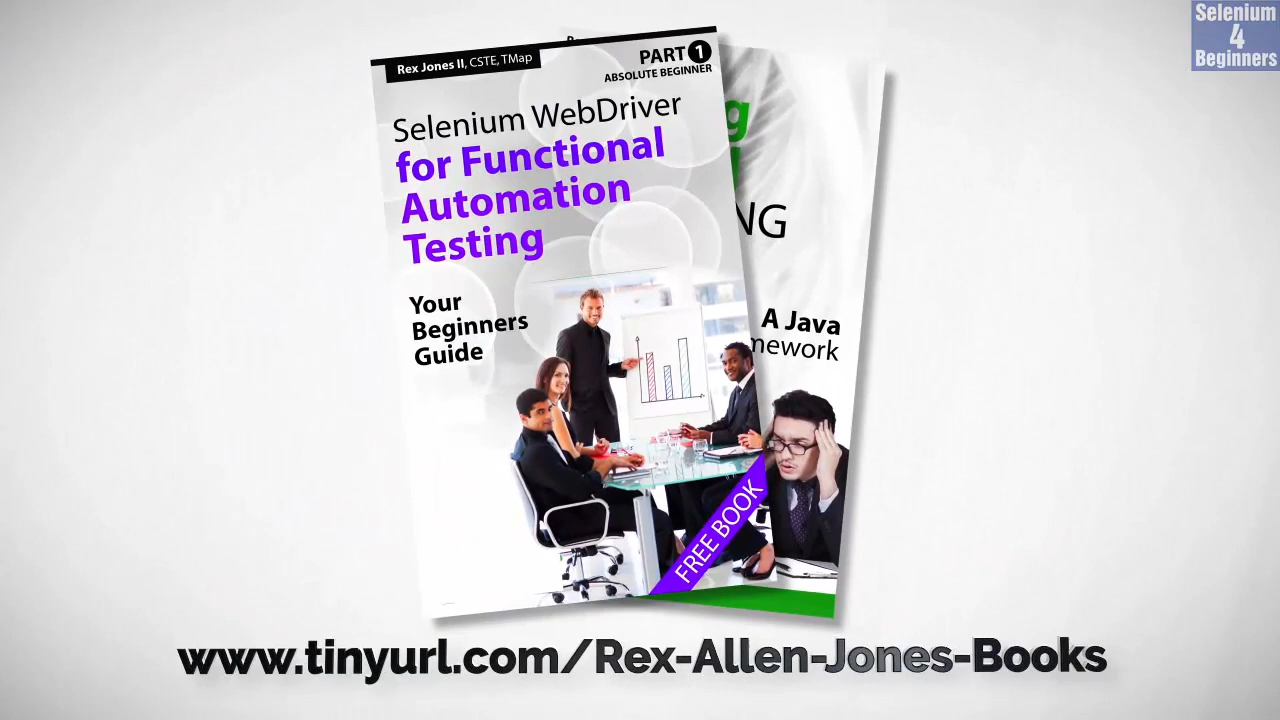 Selenium
4
Beginners
Rex Jones II, CSTE, TMap
PART 1
ABSOLUTE BEGINNER
Selenium WebDriver
for Functional
Automation
Testing
Your
Beginners
Guide
FREE BOOK
NG
A Java
www.tinyurl.com/Rex-Allen-Jones-Books